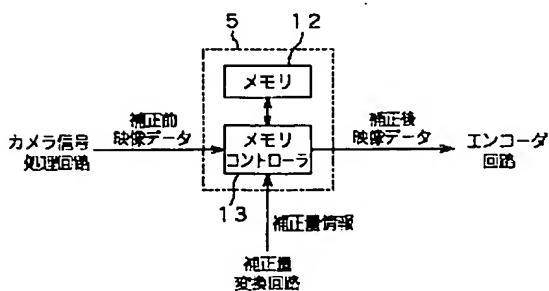 5
12
メモリ
補正前
映像データ
補正後
映像データ
カメラ信号
処理回路
メモリ
コントローラ
エンコーダ
回路
13
補正量情報
補正量
変換回路